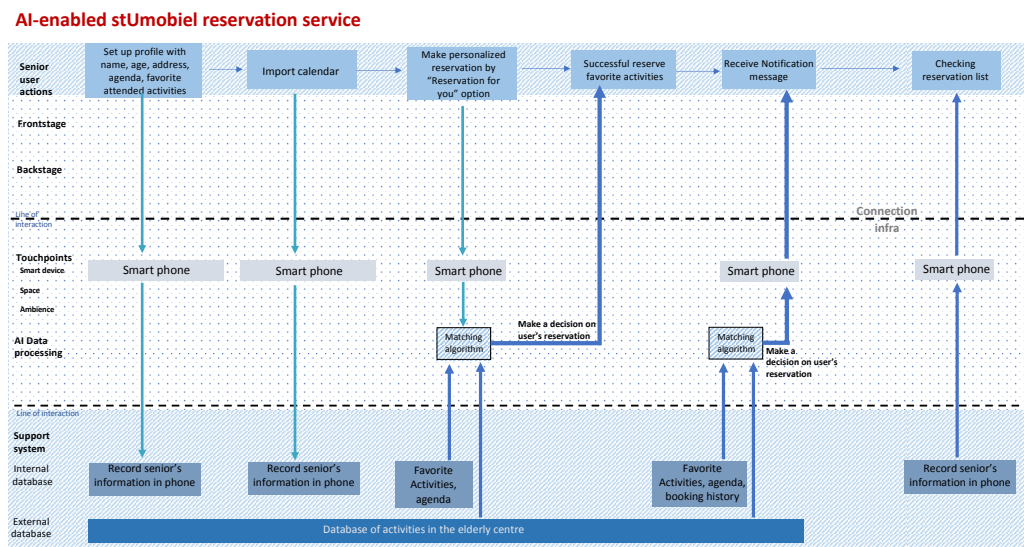 AI-enabled stUmobiel reservation service
Senior
user
actions
Set up profile with
name, age, address,
agenda, favorite
attended activities
Import calendar
Make personalized
reservation by
“Reservation for
you” option
Successful reserve
favorite activities
Receive Notification
message
Checking
reservation list
Frontstage
Backstage
Line of
interaction
Connection
infra
Touchpoints
Smart device
Space
Ambience
Smart phone
Smart phone
Smart phone
Smart phone
Smart phone
AI Data
processing
Matching
algorithm
Make a decision on
user’s reservation
Matching
algorithm
Make a
decision on user’s
reservation
Line of interaction
Support
system
Internal
database
Record senior’s
information in phone
Record senior’s
information in phone
Favorite
Activities,
agenda
Favorite
Activities, agenda,
booking history
Record senior’s
information in phone
External
database
Database of activities in the elderly centre